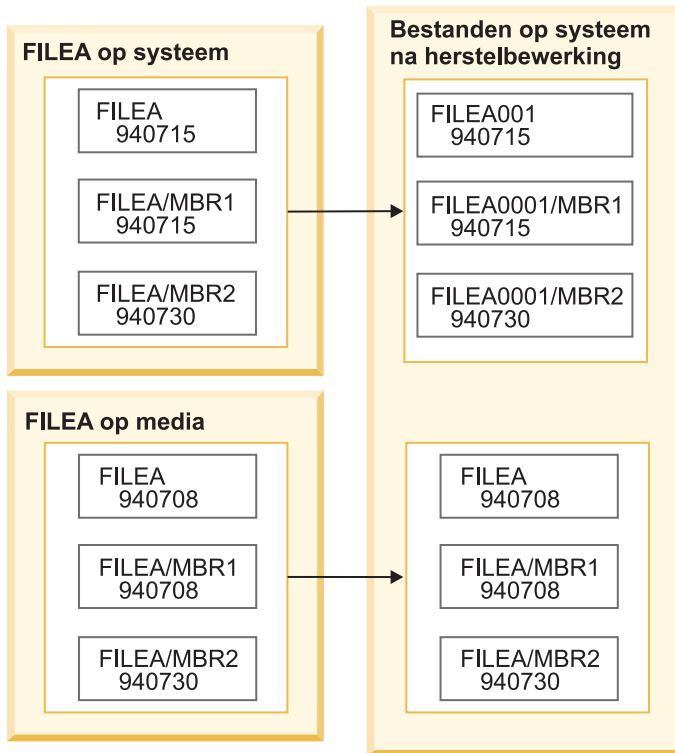 FILEA op systeem
FILEA
940715
FILEA/MBR1
940715
FILEA/MBR2
940730
Bestanden op systeem
na herstelbewerking
FILEA001
940715
FILEA0001/MBR1
940715
FILEA0001/MBR2
940730
FILEA op media
FILEA
940708
FILEA/MBR1
940708
FILEA/MBR2
940730
FILEA
940708
FILEA/MBR1
940708
FILEA/MBR2
940730